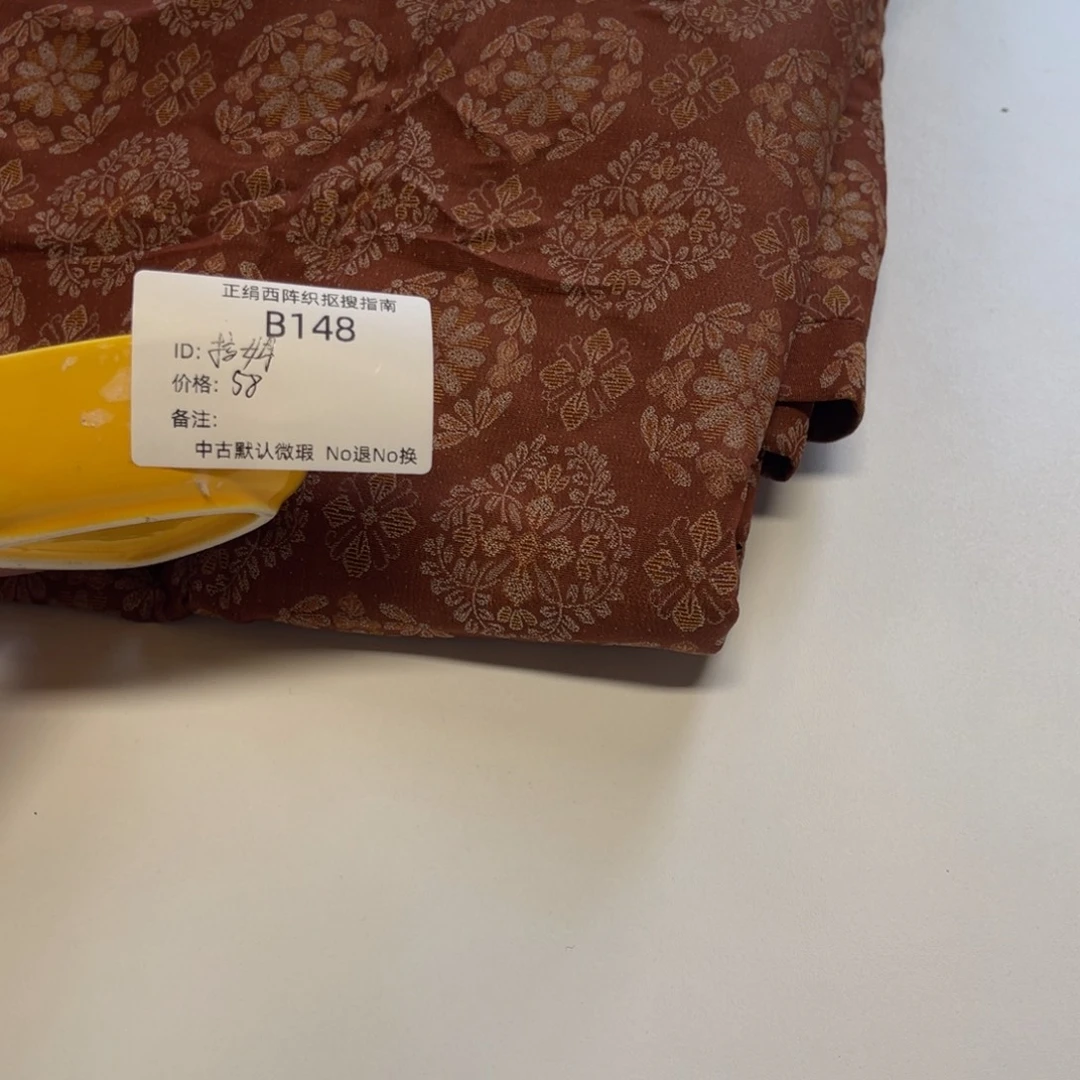 正绢西阵织抠搜指南
B148
ID:
价格: 58
备注:
中古默认微瑕 No退No换